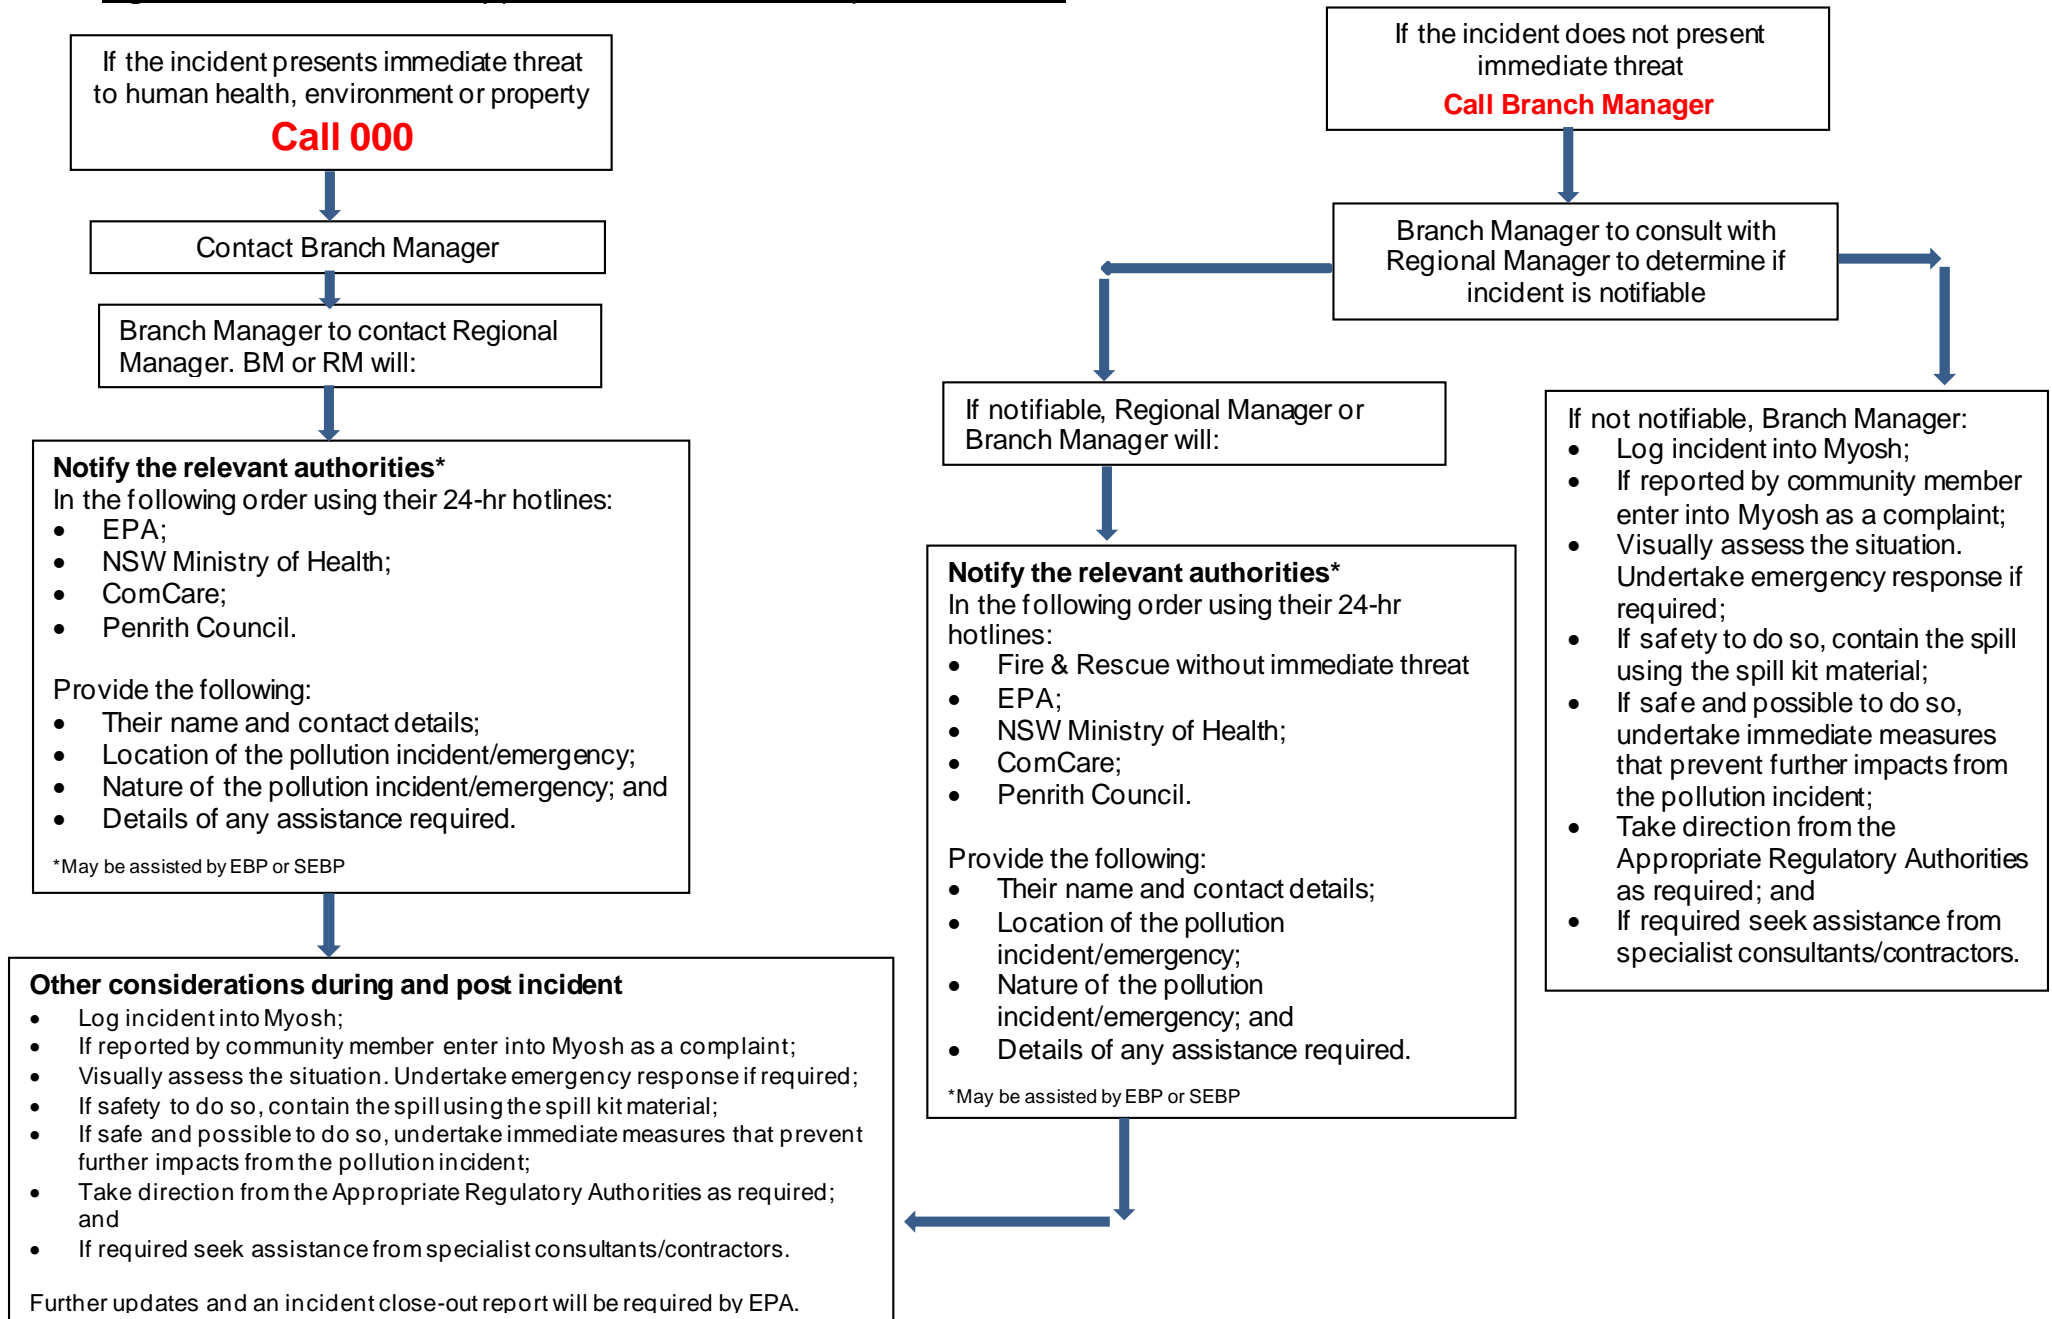 If the incident presents immediate threat
to human health, environment or property
Call 000
Contact Branch Manager
Branch Manager to contact Regional
Manager. BM or RM will:
Notify the relevant authorities*
In the following order using their 24-hr hotlines:
• EPA;
• NSW Ministry of Health;
• ComCare;
• Penrith Council.
Provide the following:
• Their name and contact details;
• Location of the pollution incident/emergency;
• Nature of the pollution incident/emergency; and
• Details of any assistance required.
*May be assisted by EBP or SEBP
Other considerations during and post incident
• Log incident into Myosh;
• If reported by community member enter into Myosh as a complaint;
• Visually assess the situation. Undertake emergency response if required;
• If safety to do so, contain the spill using the spill kit material;
• If safe and possible to do so, undertake immediate measures that prevent
further impacts from the pollution incident;
• Take direction from the Appropriate Regulatory Authorities as required;
and
• If required seek assistance from specialist consultants/contractors.
Further updates and an incident close-out report will be required by EPA.
If the incident does not present
immediate threat
Call Branch Manager
Branch Manager to consult with
Regional Manager to determine if
incident is notifiable
If notifiable, Regional Manager or
Branch Manager will:
Notify the relevant authorities*
In the following order using their 24-hr
hotlines:
• Fire & Rescue without immediate threat
• EPA;
• NSW Ministry of Health;
• ComCare;
• Penrith Council.
Provide the following:
• Their name and contact details;
• Location of the pollution
incident/emergency;
• Nature of the pollution
incident/emergency; and
• Details of any assistance required.
*May be assisted by EBP or SEBP
If not notifiable, Branch Manager:
• Log incident into Myosh;
• If reported by community member
enter into Myosh as a complaint;
• Visually assess the situation.
Undertake emergency response if
required;
• If safety to do so, contain the spill
using the spill kit material;
• If safe and possible to do so,
undertake immediate measures
that prevent further impacts from
the pollution incident;
• Take direction from the
Appropriate Regulatory Authorities
as required; and
• If required seek assistance from
specialist consultants/contractors.